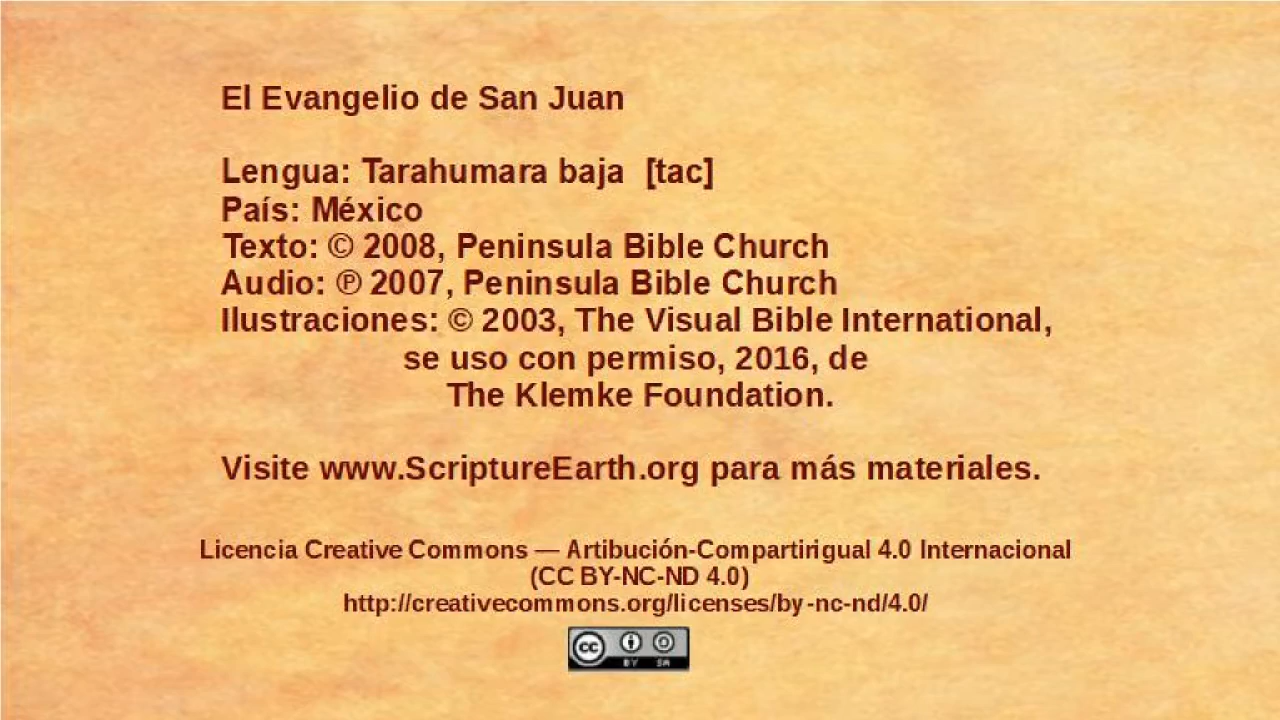 El Evangelio de San Juan
Lengua: Tarahumara baja [tac]
País: México
Texto: © 2008, Peninsula Bible Church
Audio: ℗ 2007, Peninsula Bible Church
Ilustraciones: © 2003, The Visual Bible International,
se uso con permiso, 2016, de
The Klemke Foundation.
Visite www.ScriptureEarth.org para más materiales.
Licencia Creative Commons — Artibución-Compartirigual 4.0 Internacional
(CC BY-NC-ND 4.0)
http://creativecommons.org/licenses/by-nc-nd/4.0/
cc BY SA